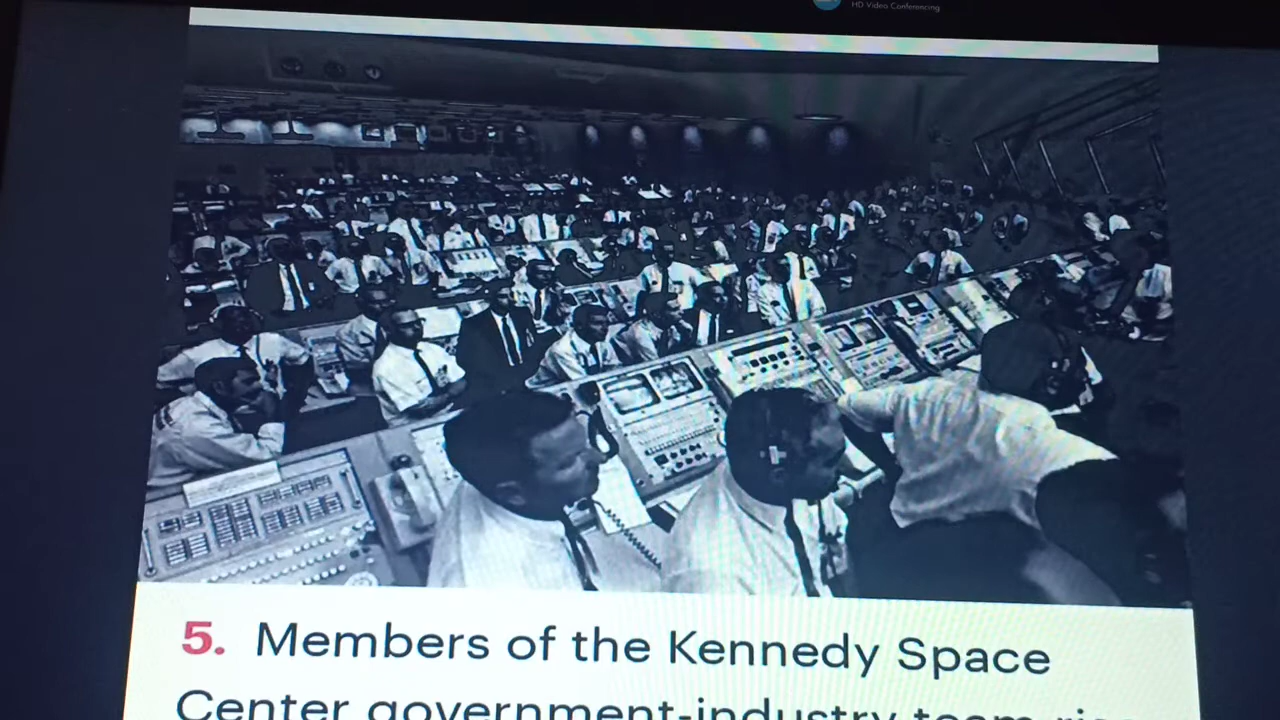 HD Video Conferencing
5. Members of the Kennedy Space
Center government-industry team